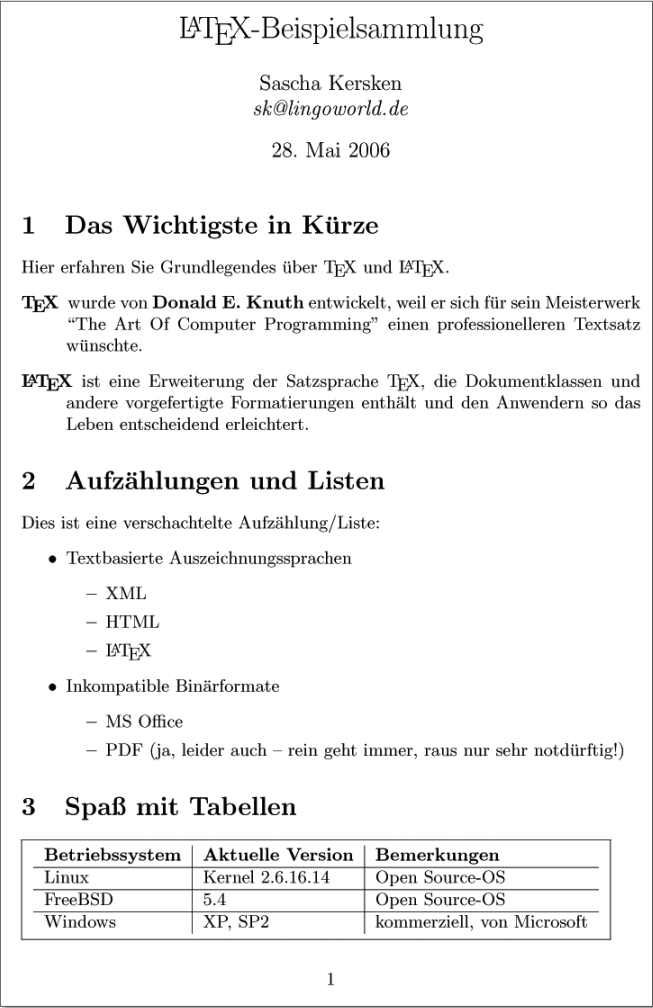 LATEX-Beispielsammlung
Sascha Kersken
sk@lingoworld.de
28. Mai 2006
1 Das Wichtigste in Kürze
Hier erfahren Sie Grundlegendes über TEX und LATEX.
TEX wurde von Donald E. Knuth entwickelt, weil er sich für sein Meisterwerk
“The Art Of Computer Programming” einen professionelleren Textsatz
wünschte.
LATEX ist eine Erweiterung der Satzsprache TEX, die Dokumentklassen und
andere vorgefertigte Formatierungen enthält und den Anwendern so das
Leben entscheidend erleichtert.
2 Aufzählungen und Listen
Dies ist eine verschachtelte Aufzählung/Liste:
• Textbasierte Auszeichnungssprachen
– XML
– HTML
– LATEX
• Inkompatible Binärformate
– MS Office
– PDF (ja, leider auch – rein geht immer, raus nur sehr notdürftig!)
3 Spaß mit Tabellen
Betriebssystem Aktuelle Version Bemerkungen
Linux Kernel 2.6.16.14 Open Source-OS
FreeBSD 5.4 Open Source-OS
Windows XP, SP2 kommerziell, von Microsoft
1